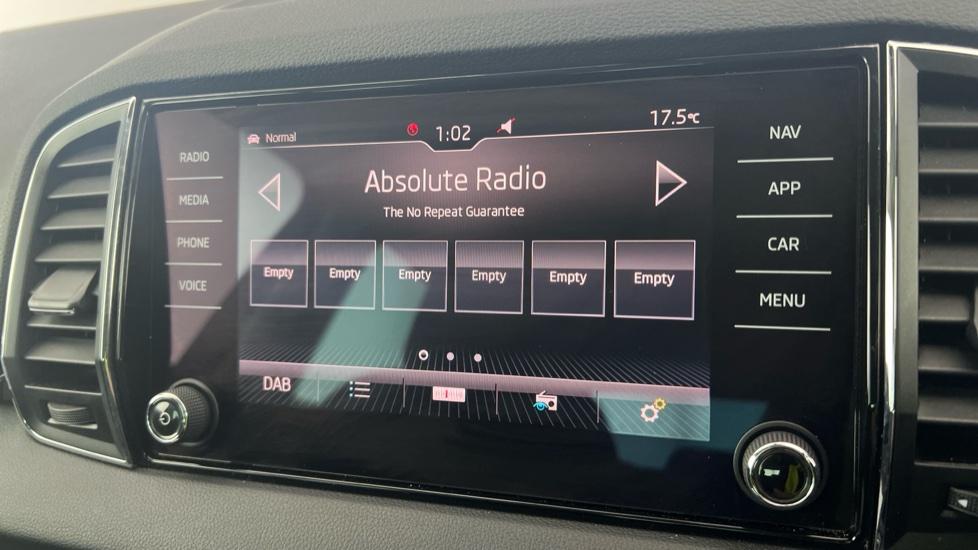 Normal
1:02
17.5℃
RADIO
MEDIA
PHONE
VOICE
Absolute Radio
The No Repeat Guarantee
Empty Empty Empty Empty Empty Empty
DAB
NAV
APP
CAR
MENU